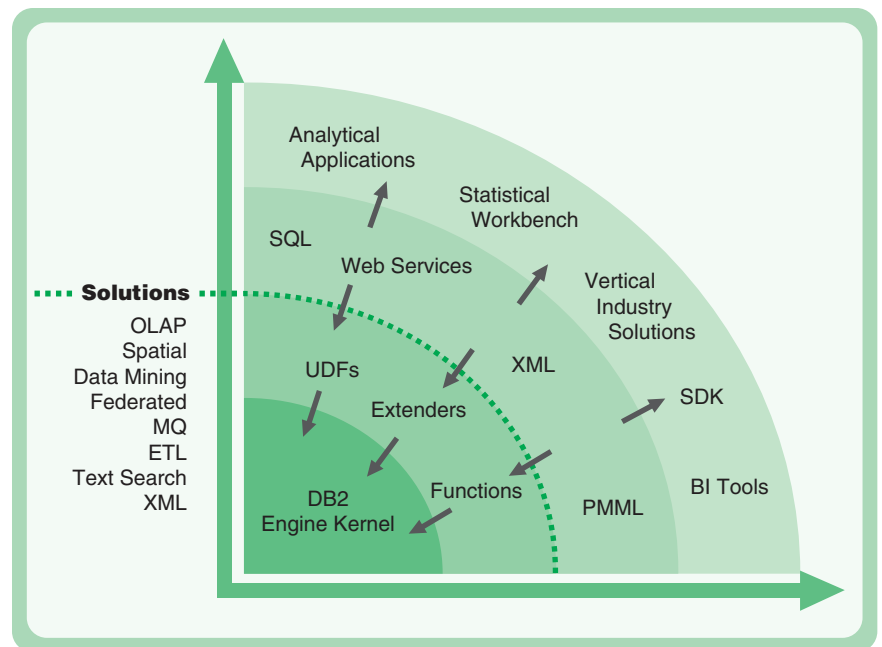 Analytical
Applications
Statistical
Workbench
SQL
Web Services
Vertical
Industry
Solutions
Solutions
OLAP
Spatial
Data Mining
Federated
MQ
ETL
Text Search
XML
UDFs
XML
Extenders
SDK
Functions
BI Tools
PMML
DB2
Engine Kernel